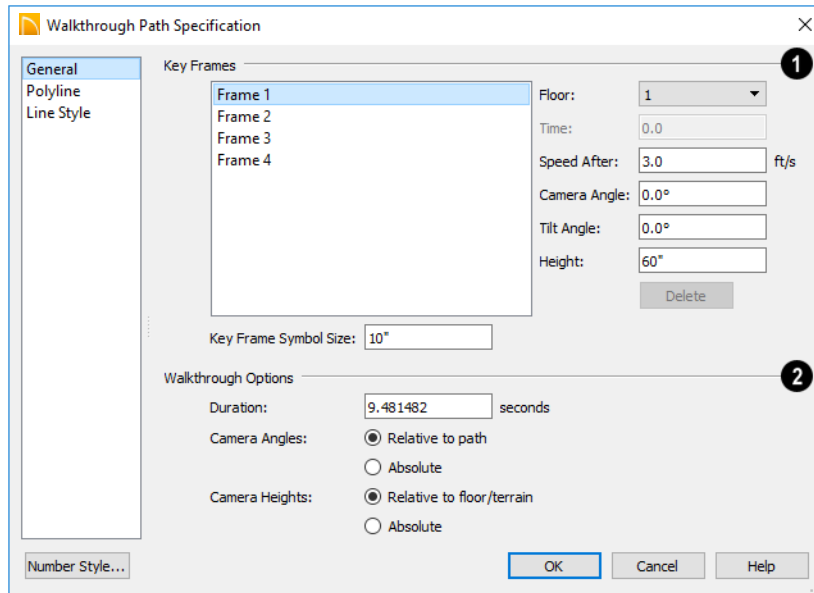 Walkthrough Path Specification
General
Polyline
Line Style
Key Frames
1
Frame 1
Frame 2
Frame 3
Frame 4
Floor: 1
Time: 0.0
Speed After: 3.0 ft/s
Camera Angle: 0.0°
Tilt Angle: 0.0°
Height: 60"
Delete
Key Frame Symbol Size: 10"
Walkthrough Options
2
Duration: 9.481482 seconds
Camera Angles: Relative to path
Absolute
Camera Heights: Relative to floor/terrain
Absolute
Number Style... OK Cancel Help